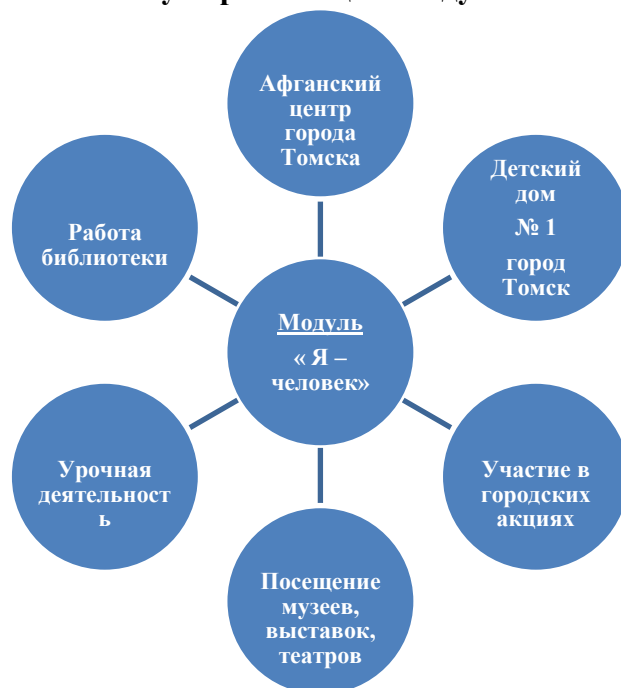 Афганский
центр
города
Томска
Детский
дом
№ 1
город
Томск
Работа
библиотеки
Модуль
« Я –
человек»
Урочная
деятельност
ь
Участие в
городских
акциях
Посещение
музеев,
выставок,
театров